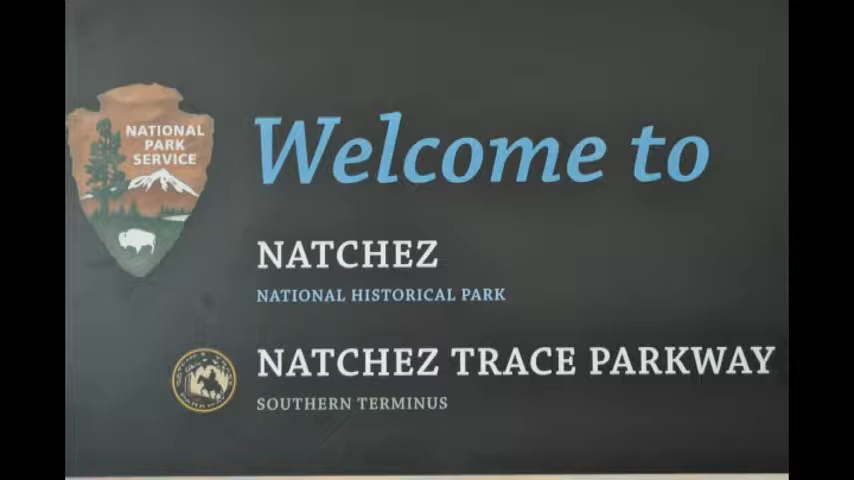 NATIONAL
PARK
SERVICE
Welcome to
NATCHEZ
NATIONAL HISTORICAL PARK
NATCHEZ TRACE PARKWAY
SOUTHERN TERMINUS